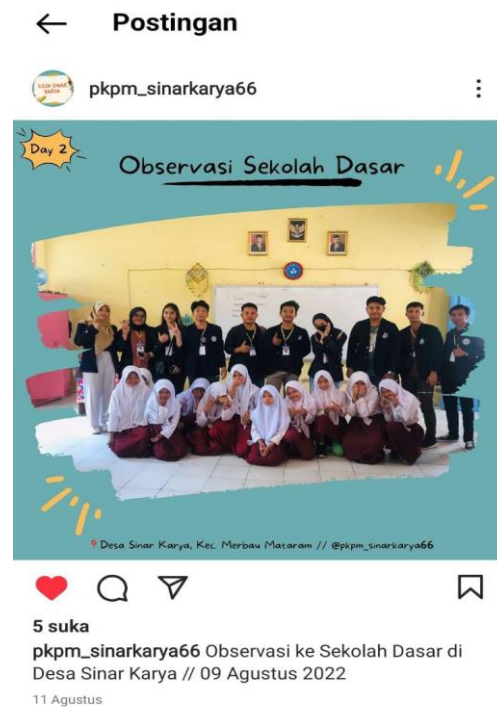 ← Postingan
pkpm_sinarkarya66
Day 2
Observasi Sekolah Dasar
Desa Sinar Karya, Kec. Merbau Mataram // @pkpm_sinarkarya66
5 suka
pkpm_sinarkarya66 Observasi ke Sekolah Dasar di
Desa Sinar Karya // 09 Agustus 2022
11 Agustus